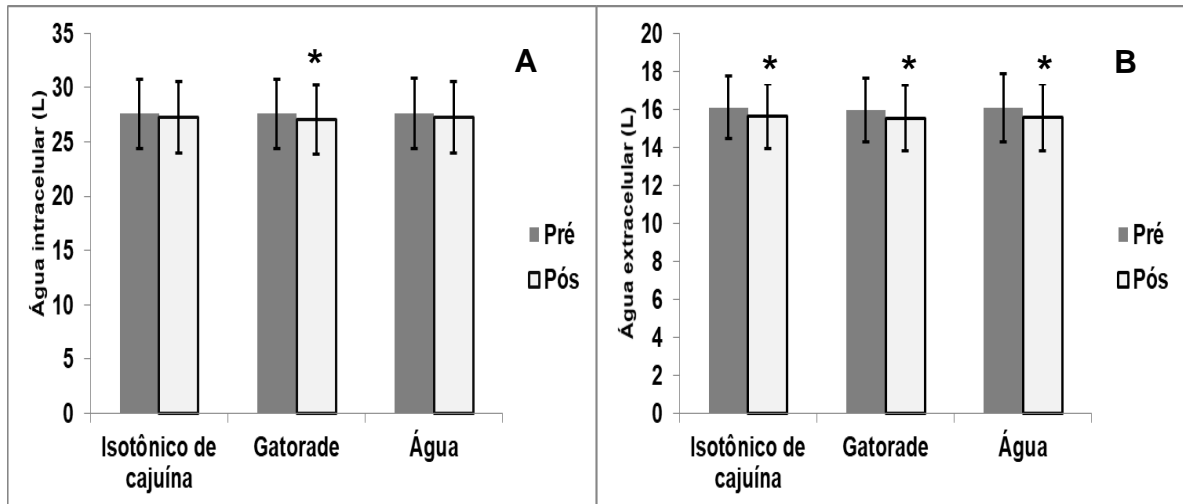 A
Água intracelular (L)
35
30
25
20
15
10
5
0
*
Isotônico de
cajuína
Gatorade
Água
Pré
Pós
B
Água extracelular (L)
20
18
16
14
12
10
8
6
4
2
0
*
*
*
Isotônico de
cajuína
Gatorade
Água
Pré
Pós